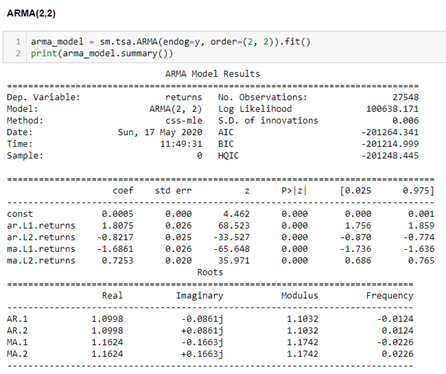 ARMA(2,2)
1 arma_model = sm.tsa.ARMA(endog=y, order=(2, 2)).fit()
2 print(arma_model.summary())
ARMA Model Results
==============================================================================
Dep. Variable: returns No. Observations: 27548
Model: ARMA(2, 2) Log Likelihood 100638.171
Method: css-mle S.D. of innovations 0.006
Date: Sun, 17 May 2020 AIC -201264.341
Time: 11:49:31 BIC -201214.999
Sample: 0 HQIC -201248.445
==============================================================================
coef std err z P>|z| [0.025 0.975]
------------------------------------------------------------------------------
const 0.0005 0.000 4.462 0.000 0.000 0.001
ar.L1.returns 1.8075 0.026 68.523 0.000 1.756 1.859
ar.L2.returns -0.8217 0.025 -33.527 0.000 -0.870 -0.774
ma.L1.returns -1.6861 0.026 -65.648 0.000 -1.736 -1.636
ma.L2.returns 0.7253 0.020 35.971 0.000 0.686 0.765
Roots
==============================================================================
Real Imaginary Modulus Frequency
------------------------------------------------------------------------------
AR.1 1.0998 -0.0861j 1.1032 -0.0124
AR.2 1.0998 +0.0861j 1.1032 0.0124
MA.1 1.1624 -0.1663j 1.1742 -0.0226
MA.2 1.1624 +0.1663j 1.1742 0.0226
------------------------------------------------------------------------------